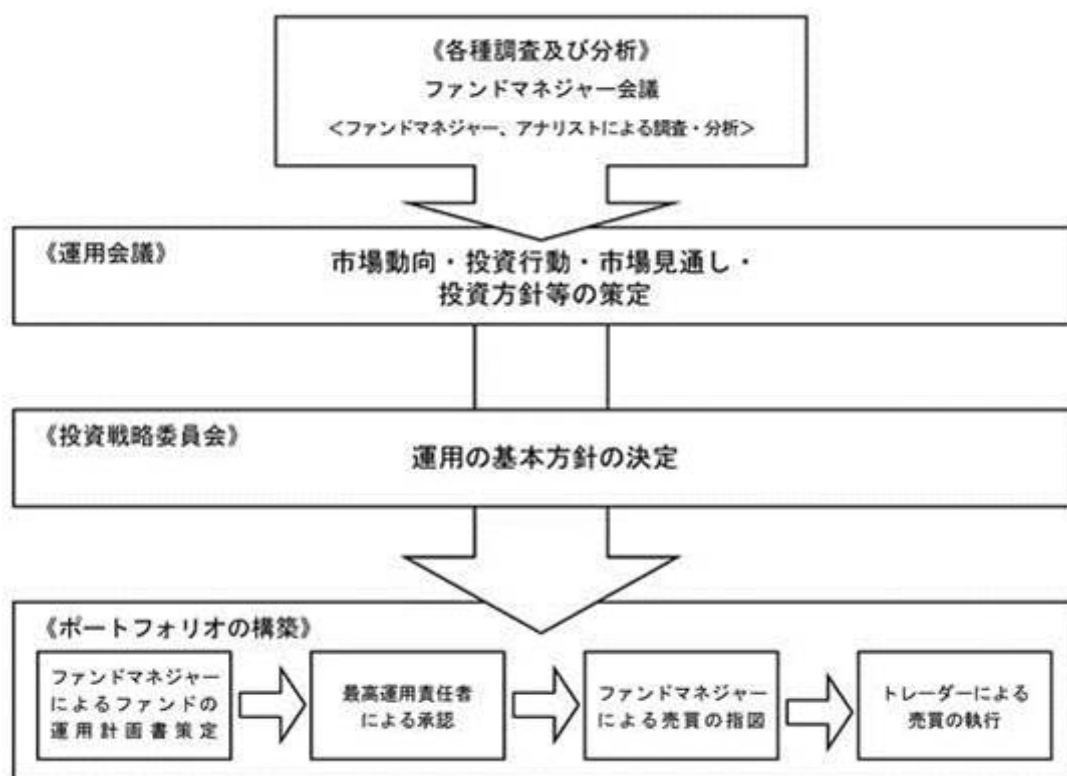 《各種調査及び分析》
ファンドマネジャー会議
<ファンドマネジャー、アナリストによる調査・分析>
《運用会議》
市場動向・投資行動・市場見通し・
投資方針等の策定
《投資戦略委員会》
運用の基本方針の決定
《ポートフォリオの構築》
ファンドマネジャー
によるファンドの
運用計画書策定
最高運用責任者
による承認
ファンドマネジャー
による売買の指図
トレーダーによる
売買の執行